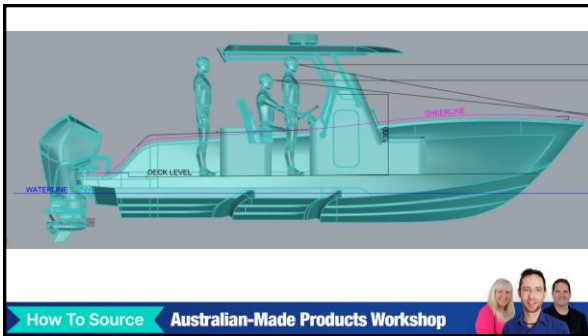 SHEERLINE
DECK LEVEL
WATERLINE
How To Source
Australian-Made Products Workshop